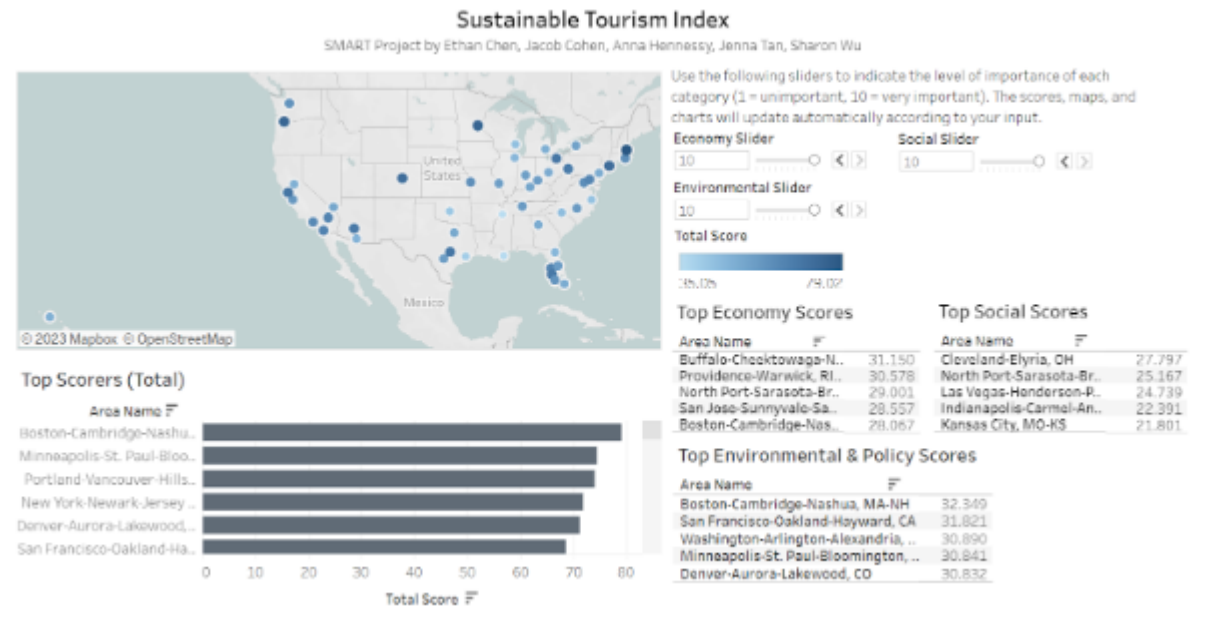 Sustainable Tourism Index
SMART Project by Ethan Chen, Jacob Cohen, Anna Hennessy, Jenna Tan, Sharon Wu
United
States
Mexico
© 2023 Mapbox © OpenStreetMap
Use the following sliders to indicate the level of importance of each
category (1 = unimportant, 10 = very important). The scores, maps, and
charts will update automatically according to your input.
Economy Slider
10
Social Slider
10
Environmental Slider
10
Total Score
35.05 79.02
Top Economy Scores
Area Name
Buffalo-Cheektowaga-N.. 31.150
Providence-Warwick, RI.. 30.578
North Port-Sarasota-Br.. 29.001
San Jose-Sunnyvale-Sa.. 28.557
Boston-Cambridge-Nas.. 28.067
Top Social Scores
Area Name
Cleveland-Elyria, OH 27.797
North Port-Sarasota-Br.. 25.167
Las Vegas-Henderson-P.. 24.739
Indianapolis-Carmel-An.. 22.391
Kansas City, MO-KS 21.801
Top Environmental & Policy Scores
Area Name
Boston-Cambridge-Nashua, MA-NH 32.349
San Francisco-Oakland-Hayward, CA 31.821
Washington-Arlington-Alexandria, .. 30.890
Minneapolis-St. Paul-Bloomington, .. 30.841
Denver-Aurora-Lakewood, CO 30.832
Top Scorers (Total)
Area Name
Boston-Cambridge-Nashu..
Minneapolis-St. Paul-Bloo..
Portland-Vancouver-Hills..
New York-Newark-Jersey ..
Denver-Aurora-Lakewood,..
San Francisco-Oakland-Ha..
0 10 20 30 40 50 60 70 80
Total Score